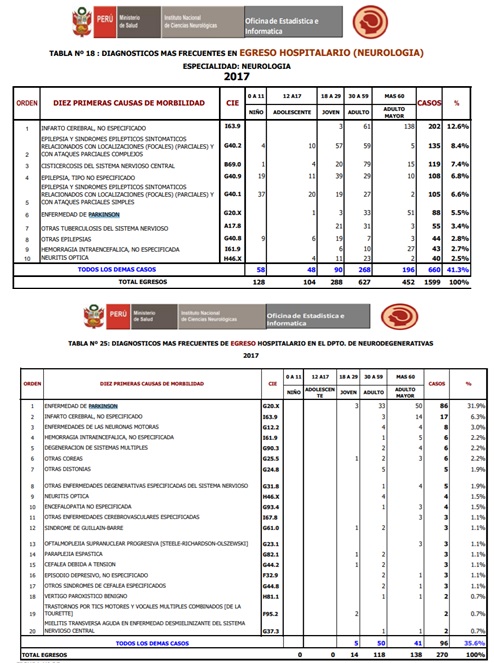 PERÚ Ministerio de Salud Instituto Nacional de Ciencias Neurológicas Oficina de Estadística e Informatica
TABLA Nº 18 : DIAGNOSTICOS MAS FRECUENTES EN EGRESO HOSPITALARIO (NEUROLOGIA)
ESPECIALIDAD: NEUROLOGIA
2017
ORDEN DIEZ PRIMERAS CAUSAS DE MORBILIDAD CIE 0 A 11 12 A17 18 A 29 30 A 59 MAS 60 CASOS %
NIÑO ADOLESCENTE JOVEN ADULTO ADULTO MAYOR
1 INFARTO CEREBRAL, NO ESPECIFICADO I63.9 3 61 138 202 12.6%
EPILEPSIA Y SINDROMES EPILEPTICOS SINTOMATICOS
RELACIONADOS CON LOCALIZACIONES (FOCALES) (PARCIALES) Y
2 CON ATAQUES PARCIALES COMPLEJOS G40.2 4 10 57 59 5 135 8.4%
3 CISTICERCOSIS DEL SISTEMA NERVIOSO CENTRAL B69.0 1 4 20 79 15 119 7.4%
4 EPILEPSIA, TIPO NO ESPECIFICADO G40.9 19 11 39 29 10 108 6.8%
EPILEPSIA Y SINDROMES EPILEPTICOS SINTOMATICOS
RELACIONADOS CON LOCALIZACIONES (FOCALES) (PARCIALES) Y
5 CON ATAQUES PARCIALES SIMPLES G40.1 37 20 19 27 2 105 6.6%
6 ENFERMEDAD DE PARKINSON G20.X 1 3 33 51 88 5.5%
7 OTRAS TUBERCULOSIS DEL SISTEMA NERVIOSO A17.8 21 31 3 55 3.4%
8 OTRAS EPILEPSIAS G40.8 9 6 19 7 3 44 2.8%
9 HEMORRAGIA INTRAENCEFALICA, NO ESPECIFICADA I61.9 6 10 27 43 2.7%
10 NEURITIS OPTICA H46.X 4 11 23 2 40 2.5%
TODOS LOS DEMAS CASOS 58 48 90 268 196 660 41.3%
TOTAL EGRESOS 128 104 288 627 452 1599 100%
PERÚ Ministerio de Salud Instituto Nacional de Ciencias Neurológicas Oficina de Estadística e Informatica
TABLA Nº 25: DIAGNOSTICOS MAS FRECUENTES DE EGRESO HOSPITALARIO EN EL DPTO. DE NEURODEGENERATIVAS
2017
ORDEN DIEZ PRIMERAS CAUSAS DE MORBILIDAD CIE 0 A 11 12 A17 18 A 29 30 A 59 MAS 60 CASOS %
NIÑO ADOLESCEN TE JOVEN ADULTO ADULTO MAYOR
1 ENFERMEDAD DE PARKINSON G20.X 3 33 50 86 31.9%
2 INFARTO CEREBRAL, NO ESPECIFICADO I63.9 3 14 17 6.3%
3 ENFERMEDADES DE LAS NEURONAS MOTORAS G12.2 4 4 8 3.0%
4 HEMORRAGIA INTRAENCEFALICA, NO ESPECIFICADA I61.9 1 5 6 2.2%
5 DEGENERACION DE SISTEMAS MULTIPLES G90.3 2 4 6 2.2%
6 OTRAS COREAS G25.5 1 2 3 6 2.2%
7 OTRAS DISTONIAS G24.8 5 5 1.9%
8 OTRAS ENFERMEDADES DEGENERATIVAS ESPECIFICADAS DEL SISTEMA NERVIOSO G31.8 1 4 5 1.9%
9 NEURITIS OPTICA H46.X 4 4 1.5%
10 ENCEFALOPATIA NO ESPECIFICADA G93.4 1 3 4 1.5%
11 OTRAS ENFERMEDADES CEREBROVASCULARES ESPECIFICADAS I67.8 3 3 1.1%
12 SINDROME DE GUILLAIN-BARRE G61.0 1 2 3 1.1%
13 OFTALMOPLEJIA SUPRANUCLEAR PROGRESIVA [STEELE-RICHARDSON-OLSZEWSKI] G23.1 3 3 1.1%
14 PARAPLEJIA ESPASTICA G82.1 1 2 3 1.1%
15 CEFALEA DEBIDA A TENSION G44.2 1 2 3 1.1%
16 EPISODIO DEPRESIVO, NO ESPECIFICADO F32.9 2 1 3 1.1%
17 OTROS SINDROMES DE CEFALEA ESPECIFICADOS G44.8 2 1 3 1.1%
18 VERTIGO PAROXISTICO BENIGNO H81.1 1 1 2 0.7%
TRASTORNOS POR TICS MOTORES Y VOCALES MULTIPLES COMBINADOS [DE LA
19 TOURETTE] F95.2 2 2 0.7%
MIELITIS TRANSVERSA AGUDA EN ENFERMEDAD DESMIELINIZANTE DEL SISTEMA
20 NERVIOSO CENTRAL G37.3 1 1 2 0.7%
TODOS LOS DEMAS CASOS 5 50 41 96 35.6%
TOTAL EGRESOS 0 0 14 118 138 270 100%